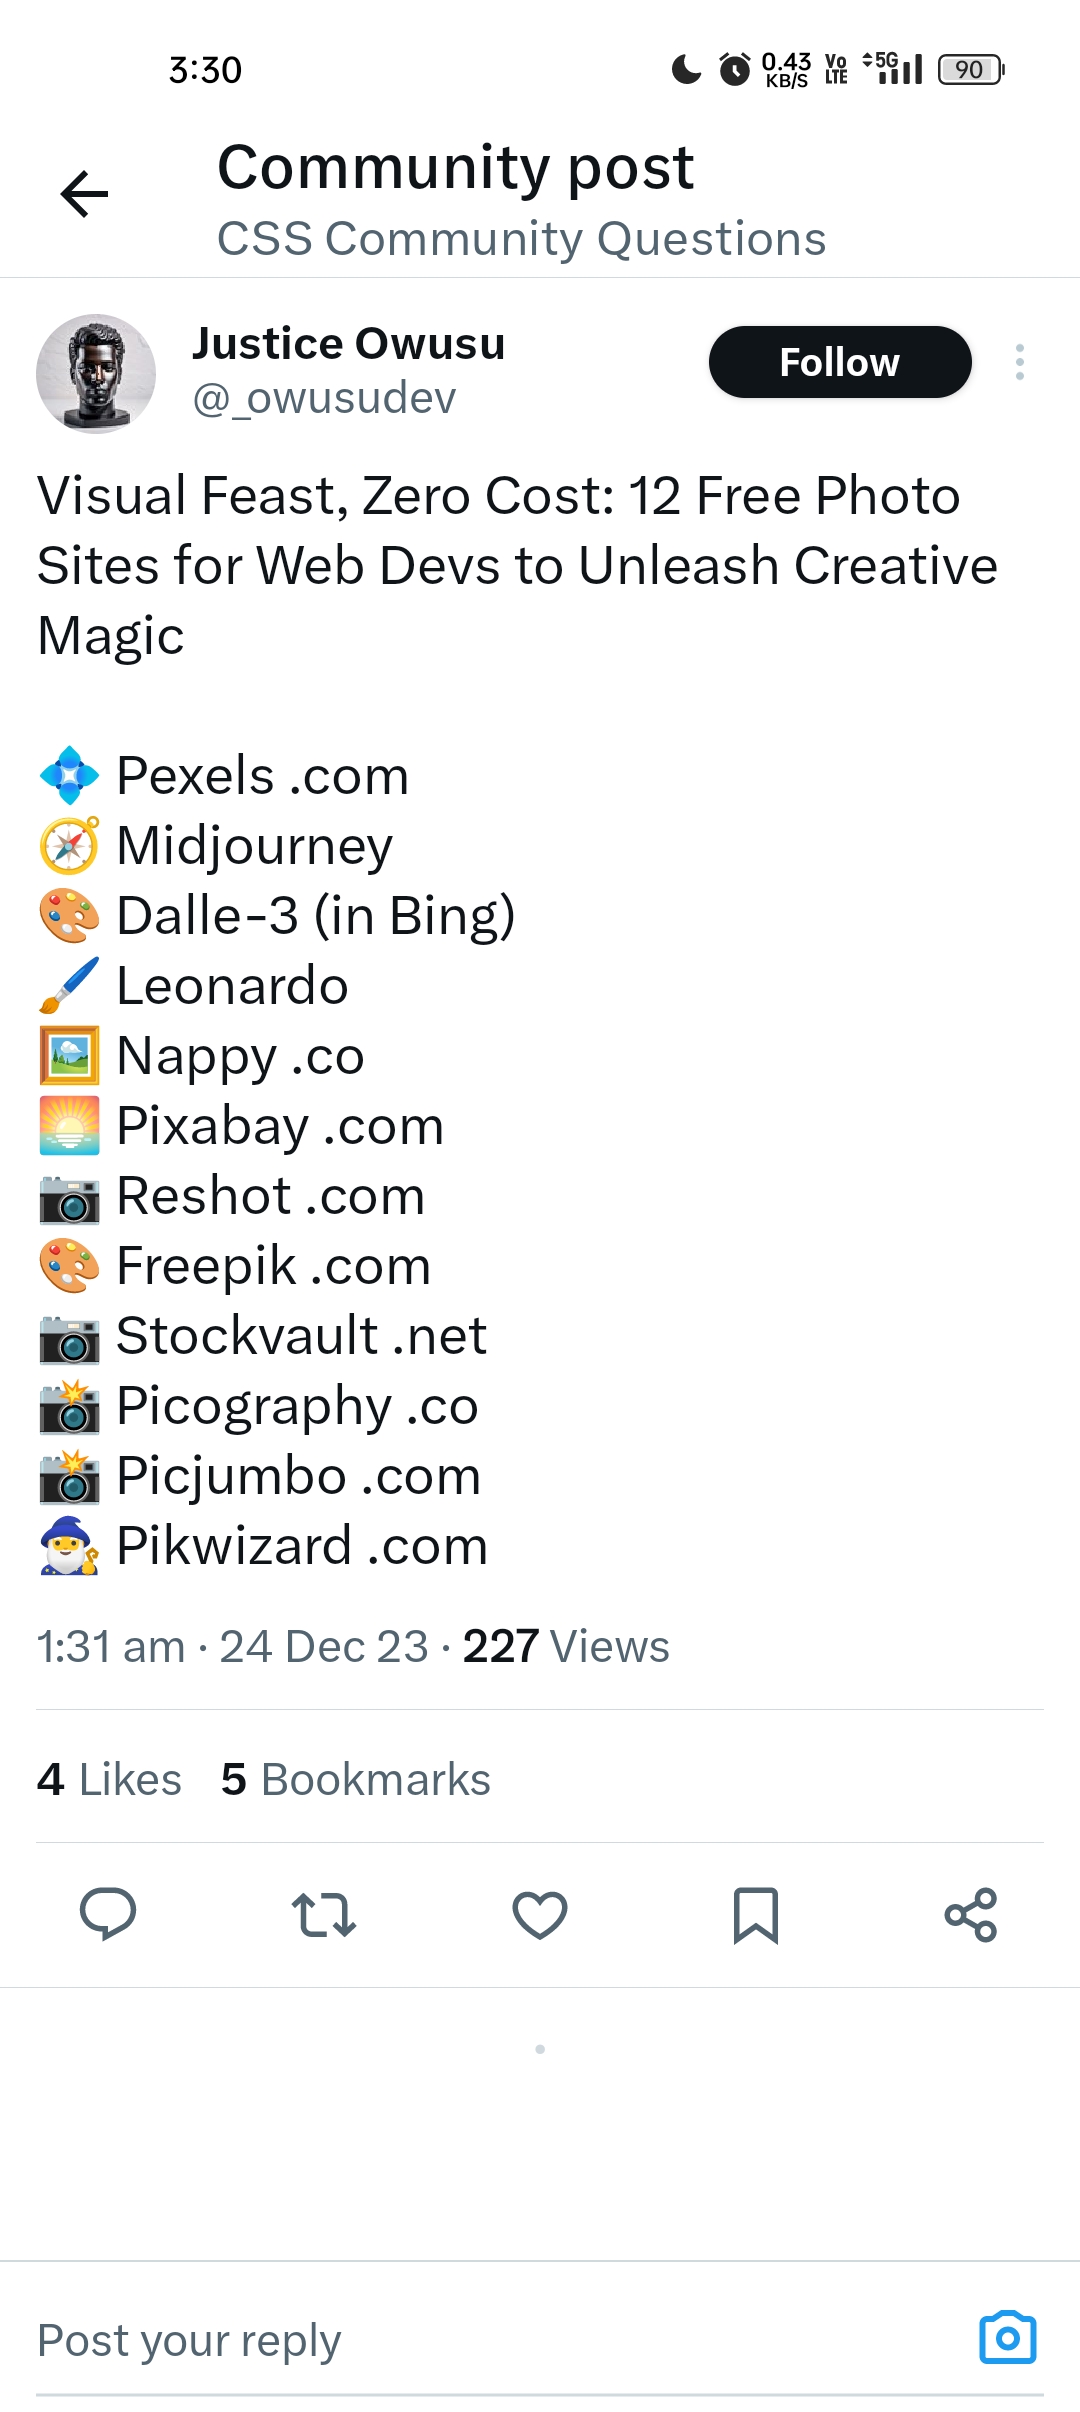 3:30
0.43 KB/S Vo LTE 5G 90
Community post
CSS Community Questions
Justice Owusu
@_owusudev
Follow
Visual Feast, Zero Cost: 12 Free Photo
Sites for Web Devs to Unleash Creative
Magic
💠 Pexels .com
🧭 Midjourney
🎨 Dalle-3 (in Bing)
🖌️ Leonardo
🖼️ Nappy .co
🌅 Pixabay .com
📷 Reshot .com
🎨 Freepik .com
📷 Stockvault .net
📸 Picography .co
📸 Picjumbo .com
🧙‍♂️ Pikwizard .com
1:31 am · 24 Dec 23 · 227 Views
4 Likes 5 Bookmarks
Post your reply